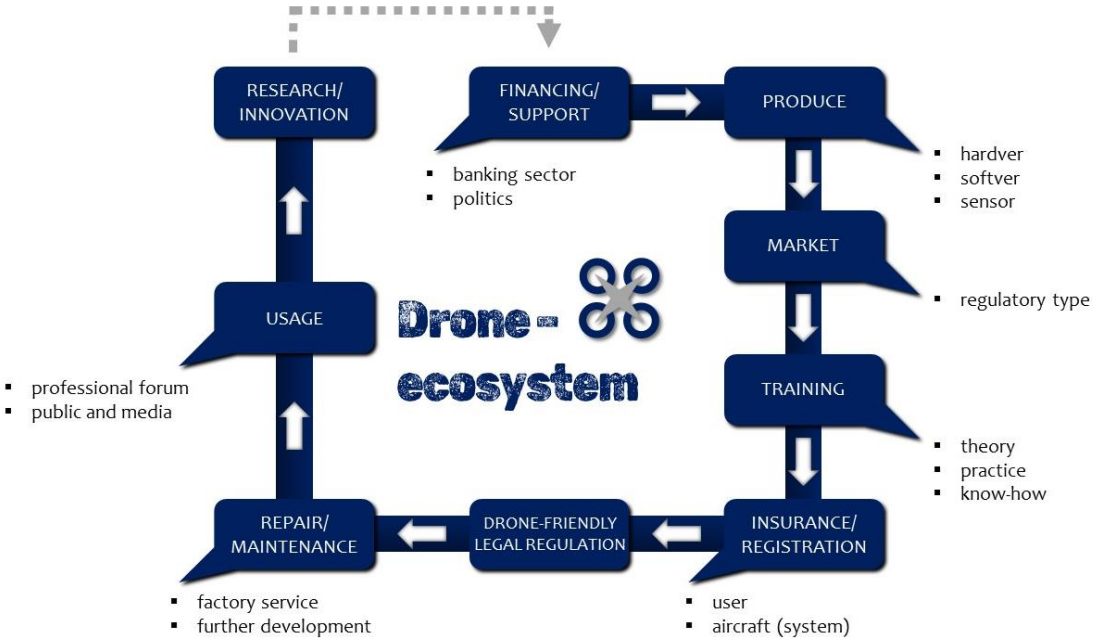 RESEARCH/
INNOVATION
FINANCING/
SUPPORT
▪ banking sector
▪ politics
PRODUCE
▪ hardver
▪ softver
▪ sensor
MARKET
▪ regulatory type
TRAINING
▪ theory
▪ practice
▪ know-how
INSURANCE/
REGISTRATION
▪ user
▪ aircraft (system)
DRONE-FRIENDLY
LEGAL REGULATION
REPAIR/
MAINTENANCE
▪ factory service
▪ further development
USAGE
▪ professional forum
▪ public and media
Drone-
ecosystem